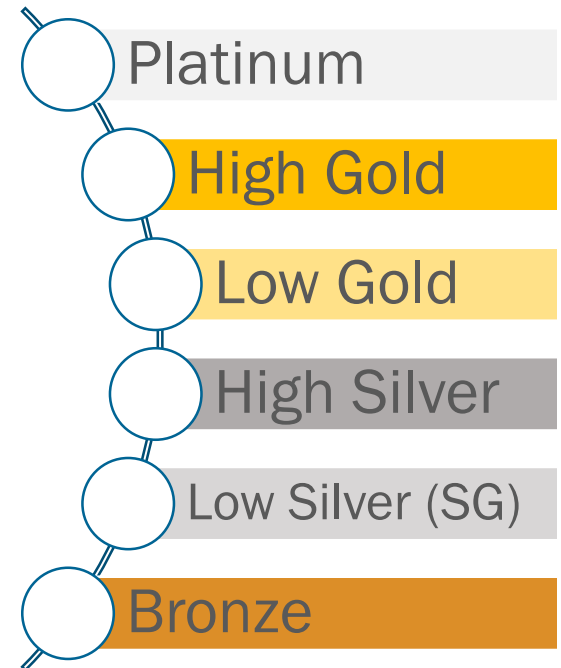 Platinum
High Gold
Low Gold
High Silver
Low Silver (SG)
Bronze